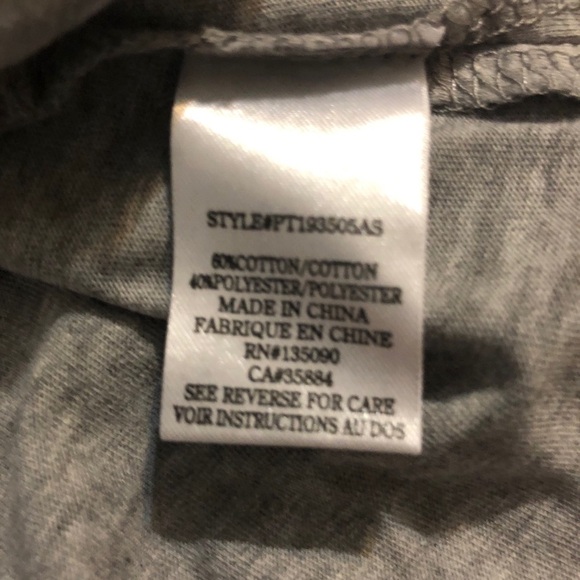 STYLE#PT193505AS
60%COTTON/COTTON
40%POLYESTER/POLYESTER
MADE IN CHINA
FABRIQUE EN CHINE
RN#135090
CA#35884
SEE REVERSE FOR CARE
VOIR INSTRUCTIONS AU DOS